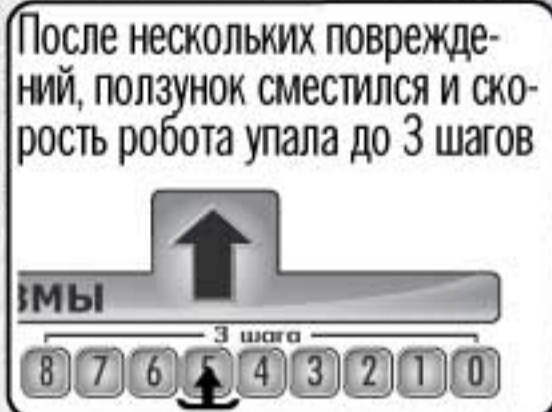 После нескольких поврежде-
ний, ползунок сместился и ско-
рость робота упала до 3 шагов
змы
3 шага
8 7 6 5 4 3 2 1 0